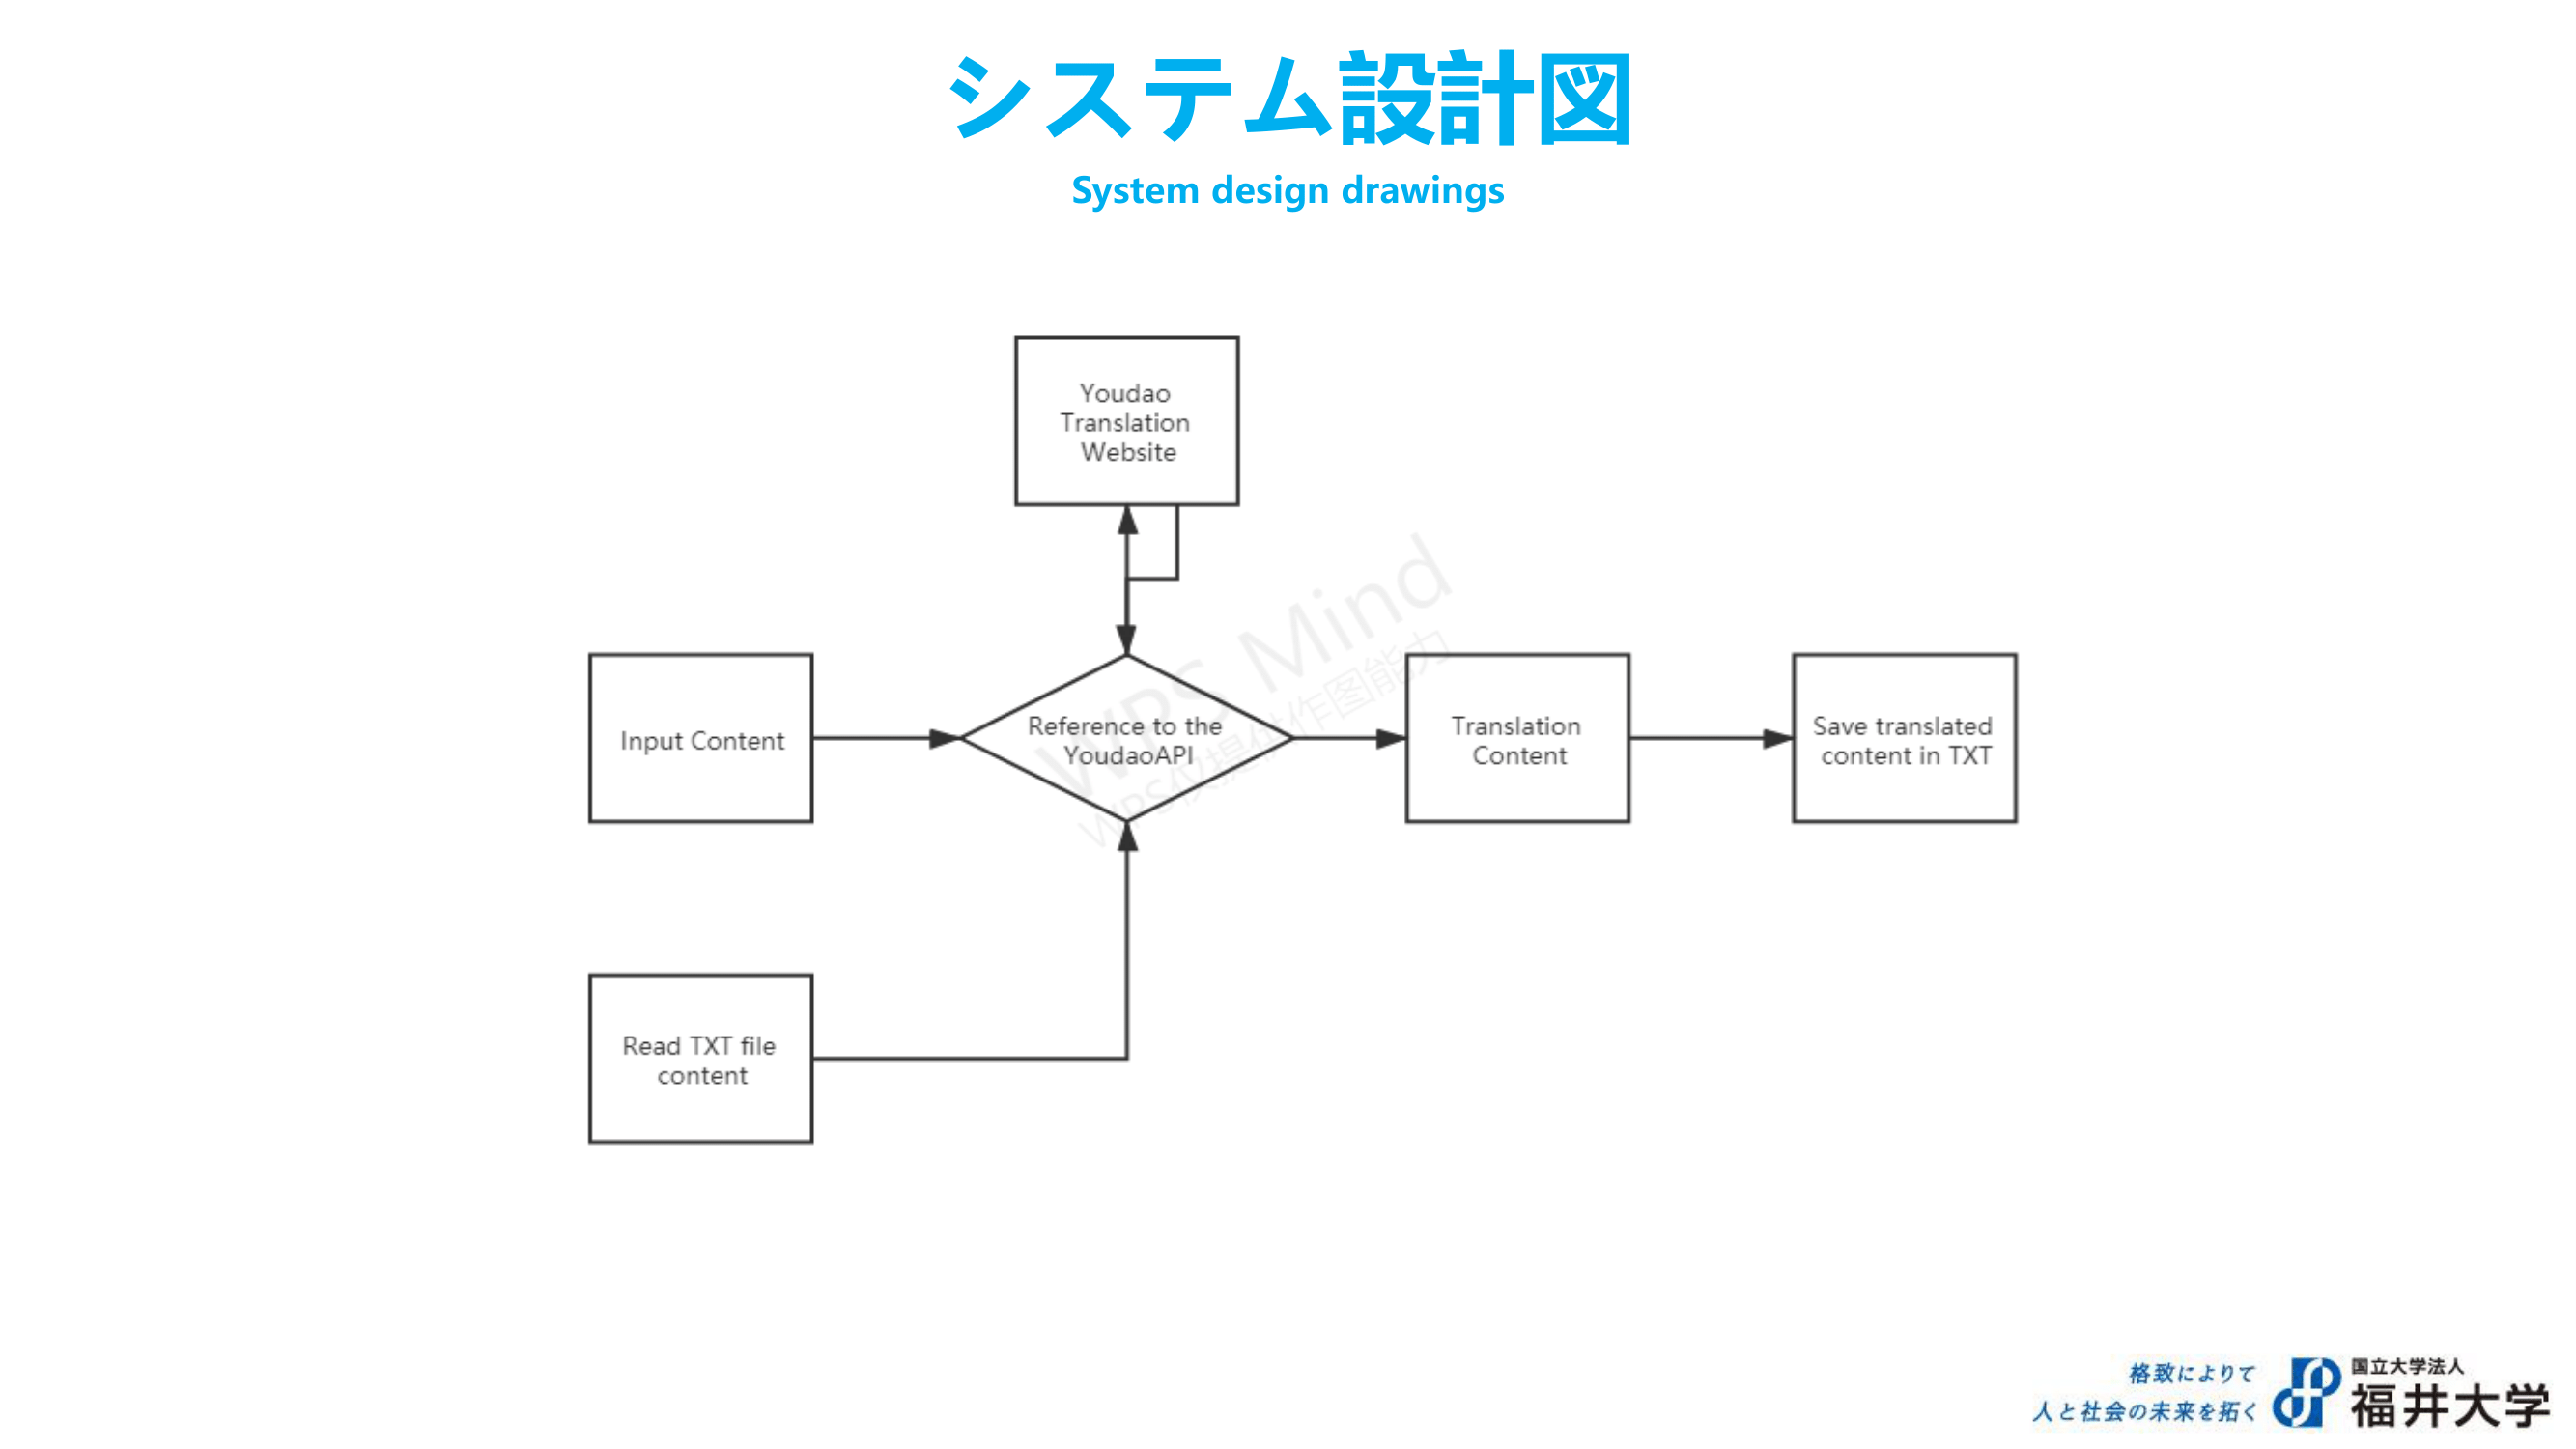 システム設計図
System design drawings
Youdao
Translation
Website
Input Content
Reference to the
YoudaoAPI
Translation
Content
Save translated
content in TXT
Read TXT file
content
WPS Mind
WPS仅提供作图能力
格致によりて
人と社会の未来を拓く
国立大学法人
福井大学